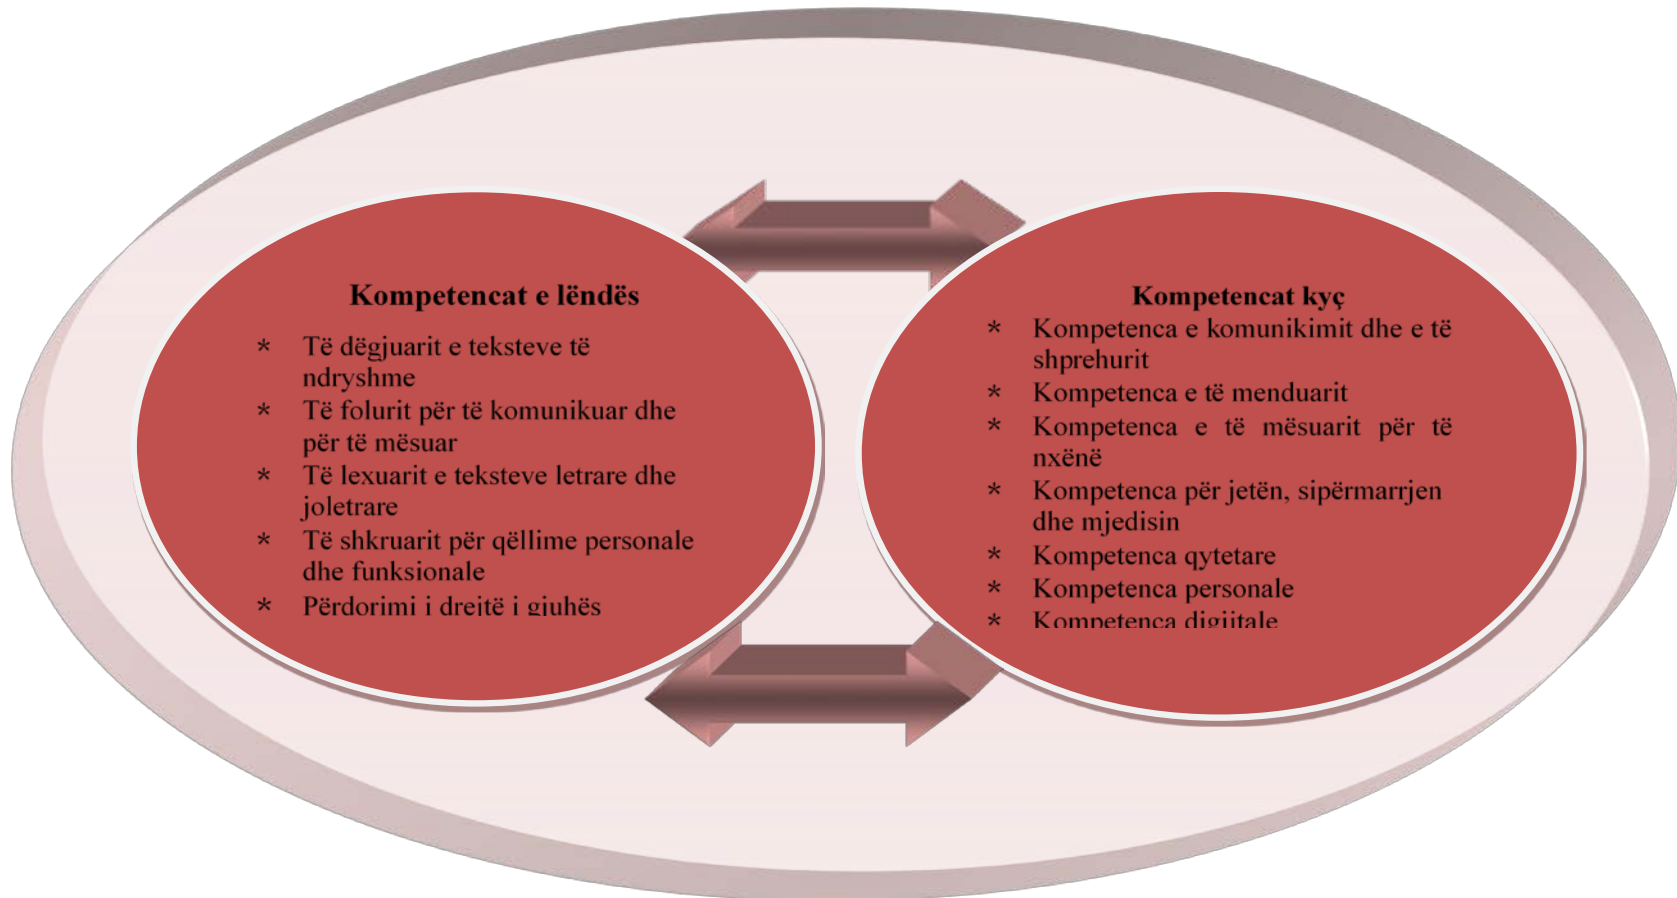 Kompetencat e lëndës
* Të dëgjuarit e teksteve të
ndryshme
* Të folurit për të komunikuar dhe
për të mësuar
* Të lexuarit e teksteve letrare dhe
joletrare
* Të shkruarit për qëllime personale
dhe funksionale
* Përdorimi i drejtë i gjuhës
Kompetencat kyç
* Kompetenca e komunikimit dhe e të
shprehurit
* Kompetenca e të menduarit
* Kompetenca e të mësuarit për të
nxënë
* Kompetenca për jetën, sipërmarrjen
dhe mjedisin
* Kompetenca qytetare
* Kompetenca personale
* Kompetenca digjitale